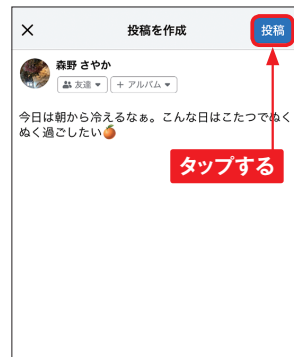 × 投稿を作成 投稿
森野 さやか
友達 ▼ + アルバム ▼
今日は朝から冷えるなぁ。こんな日はこたつでぬく
ぬく過ごしたい🍊
タップする